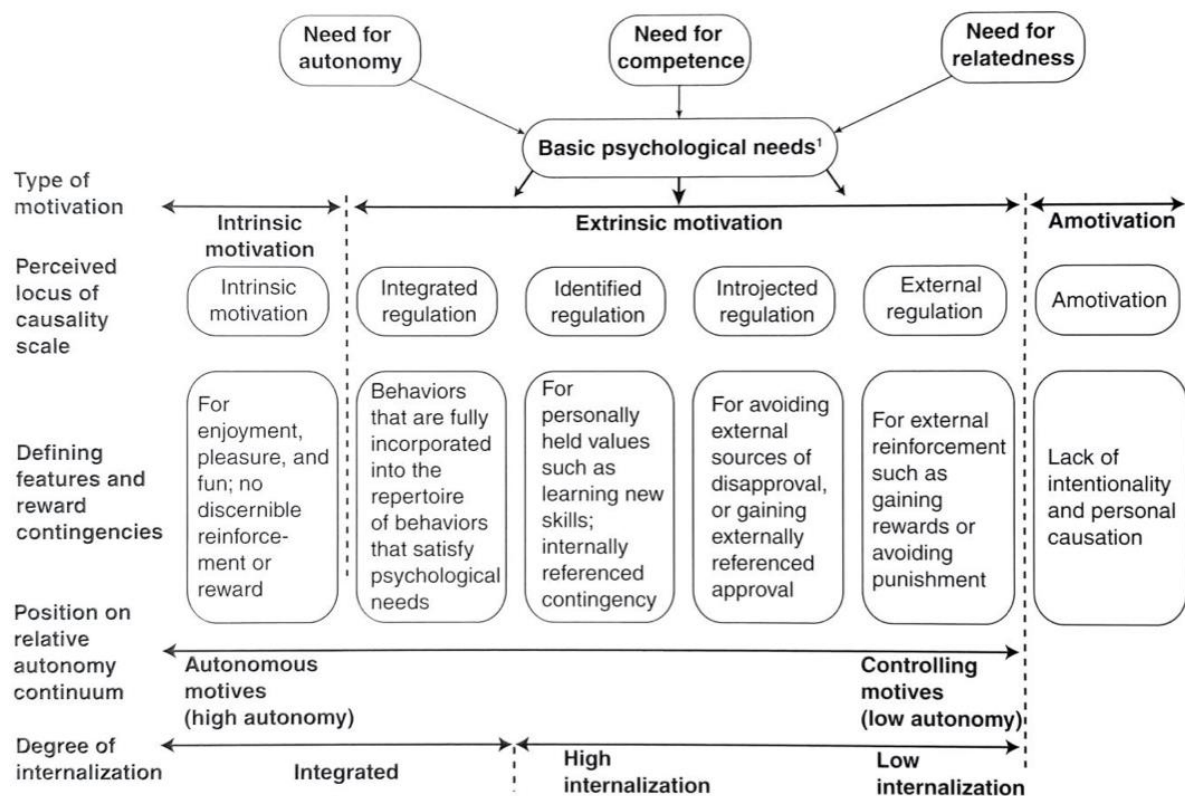 Need for
autonomy
Need for
competence
Need for
relatedness
Basic psychological needs¹
Type of
motivation
Intrinsic
motivation
Extrinsic motivation
Amotivation
Perceived
locus of
causality
scale
Intrinsic
motivation
Integrated
regulation
Identified
regulation
Introjected
regulation
External
regulation
Amotivation
Defining
features and
reward
contingencies
For
enjoyment,
pleasure, and
fun; no
discernible
reinforce-
ment or
reward
Behaviors
that are fully
incorporated
into the
repertoire
of behaviors
that satisfy
psychological
needs
For
personally
held values
such as
learning new
skills;
internally
referenced
contingency
For avoiding
external
sources of
disapproval,
or gaining
externally
referenced
approval
For external
reinforcement
such as
gaining
rewards or
avoiding
punishment
Lack of
intentionality
and personal
causation
Position on
relative
autonomy
continuum
Autonomous
motives
(high autonomy)
Controlling
motives
(low autonomy)
Degree of
internalization
Integrated
High
internalization
Low
internalization